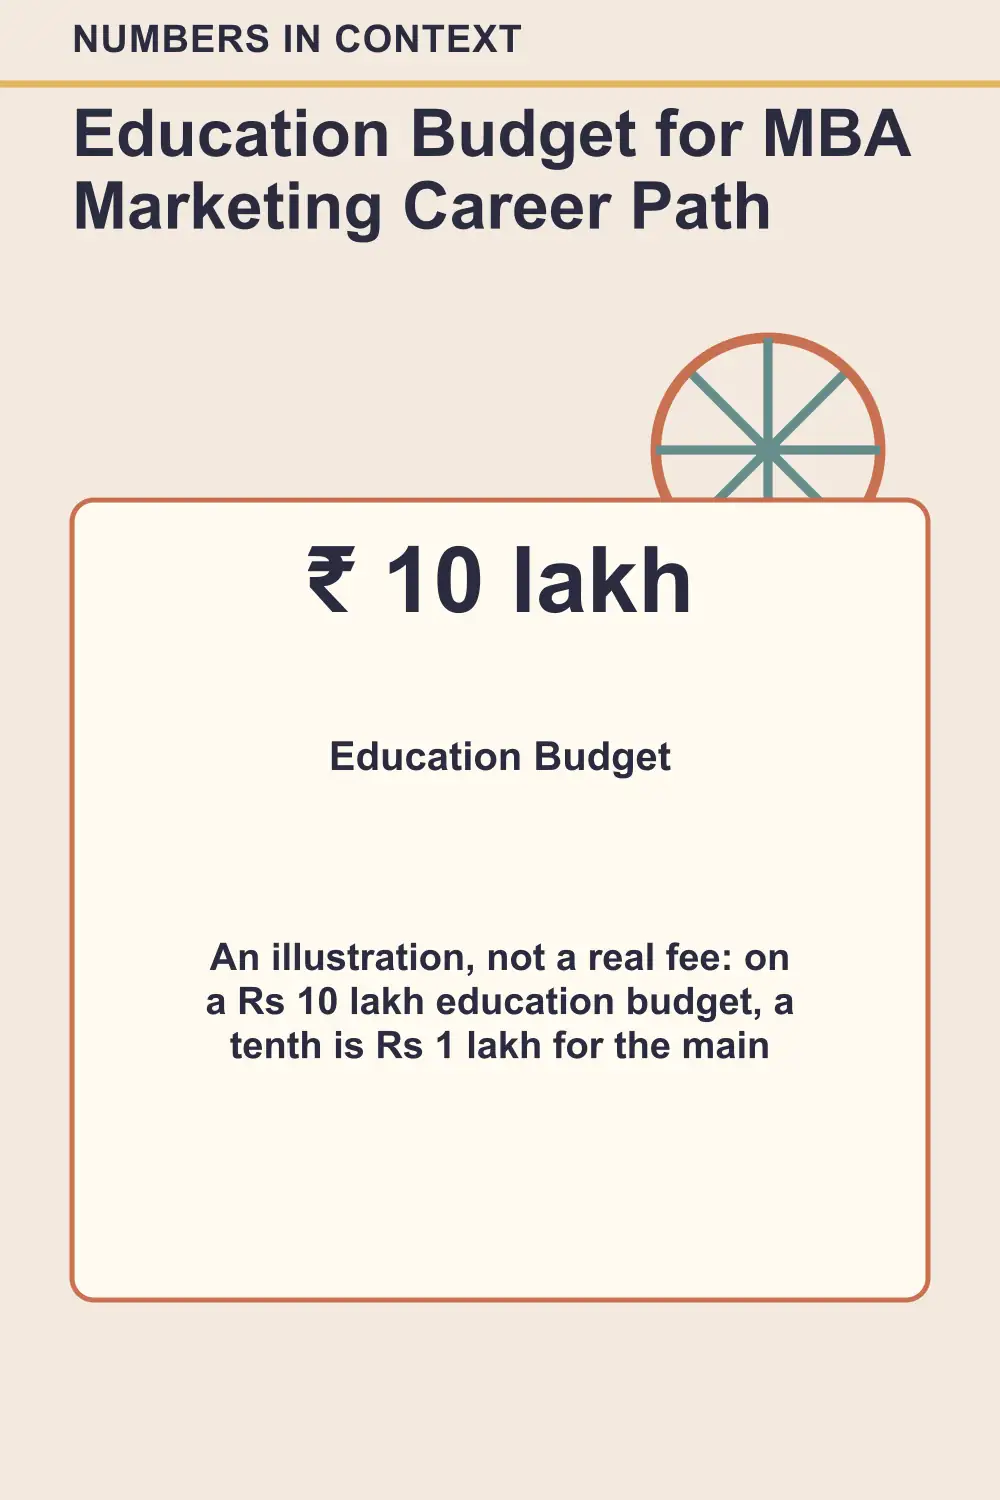 NUMBERS IN CONTEXT
Education Budget for MBA
Marketing Career Path
₹ 10 lakh
Education Budget
An illustration, not a real fee: on
a Rs 10 lakh education budget, a
tenth is Rs 1 lakh for the main